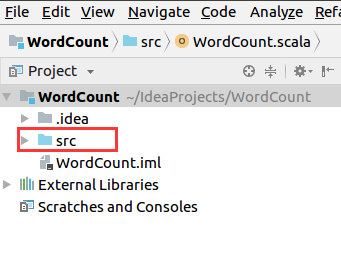 File Edit View Navigate Code Analyze Refa
WordCount src WordCount.scala
Project
WordCount ~/IdeaProjects/WordCount
.idea
src
WordCount.iml
External Libraries
Scratches and Consoles